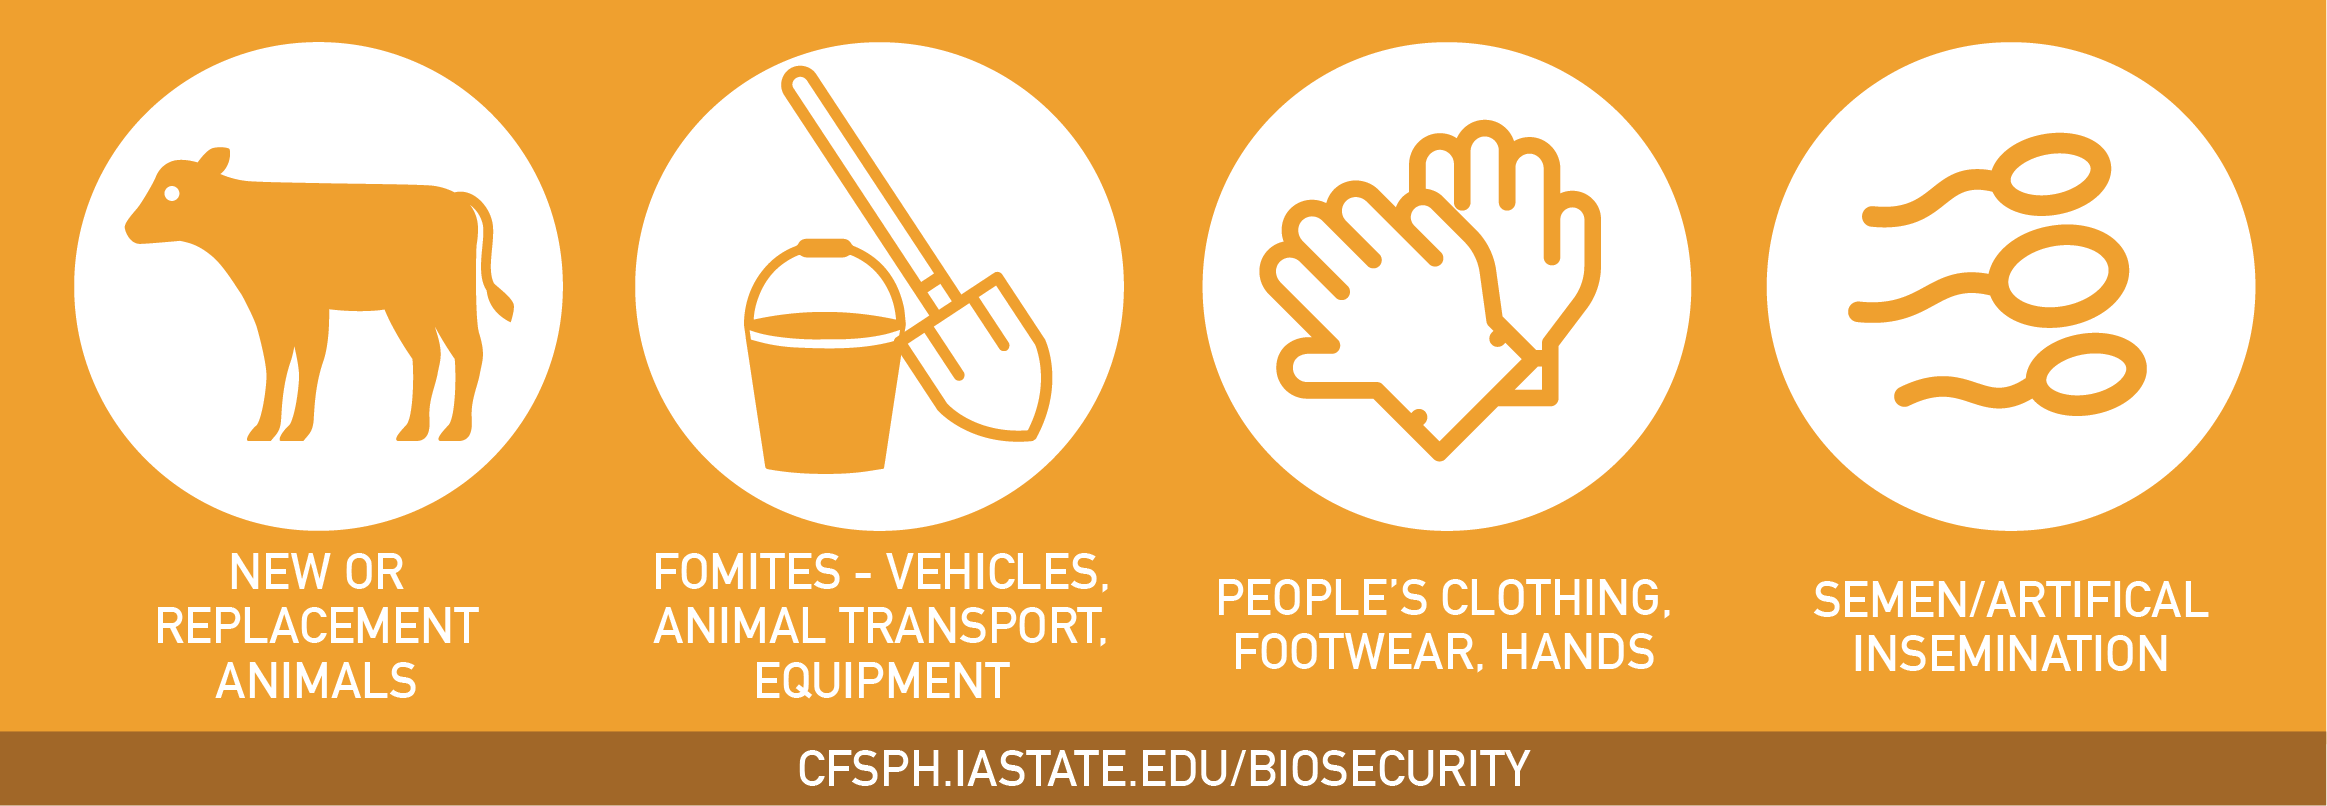 NEW OR
REPLACEMENT
ANIMALS
FOMITES - VEHICLES,
ANIMAL TRANSPORT,
EQUIPMENT
PEOPLE’S CLOTHING,
FOOTWEAR, HANDS
SEMEN/ARTIFICAL
INSEMINATION
CFSPH.IASTATE.EDU/BIOSECURITY